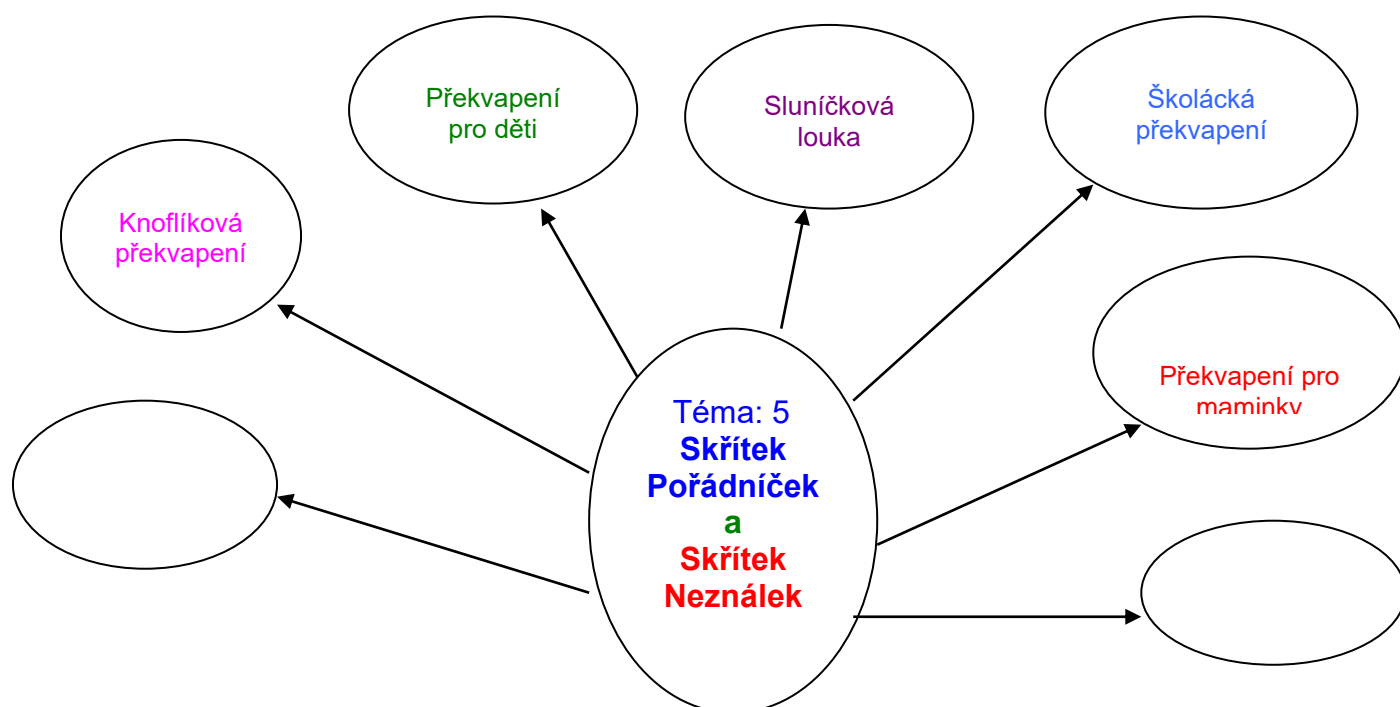 Překvapení
pro děti
Sluníčková
louka
Školácká
překvapení
Knoflíková
překvapení
Překvapení pro
maminky
Téma: 5
Skřítek
Pořádníček
a
Skřítek
Neználek